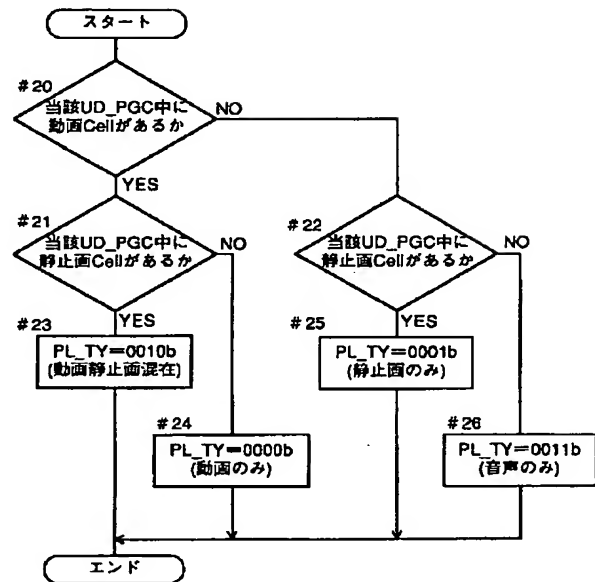 スタート
#20
当該UD_PGC中に
動画Cellがあるか
NO
YES
#21
当該UD_PGC中に
静止画Cellがあるか
NO
YES
#22
当該UD_PGC中に
静止画Cellがあるか
NO
YES
#23
PL_TY=0010b
(動画静止画混在)
#25
PL_TY=0001b
(静止画のみ)
#24
PL_TY=0000b
(動画のみ)
#26
PL_TY=0011b
(音声のみ)
エンド